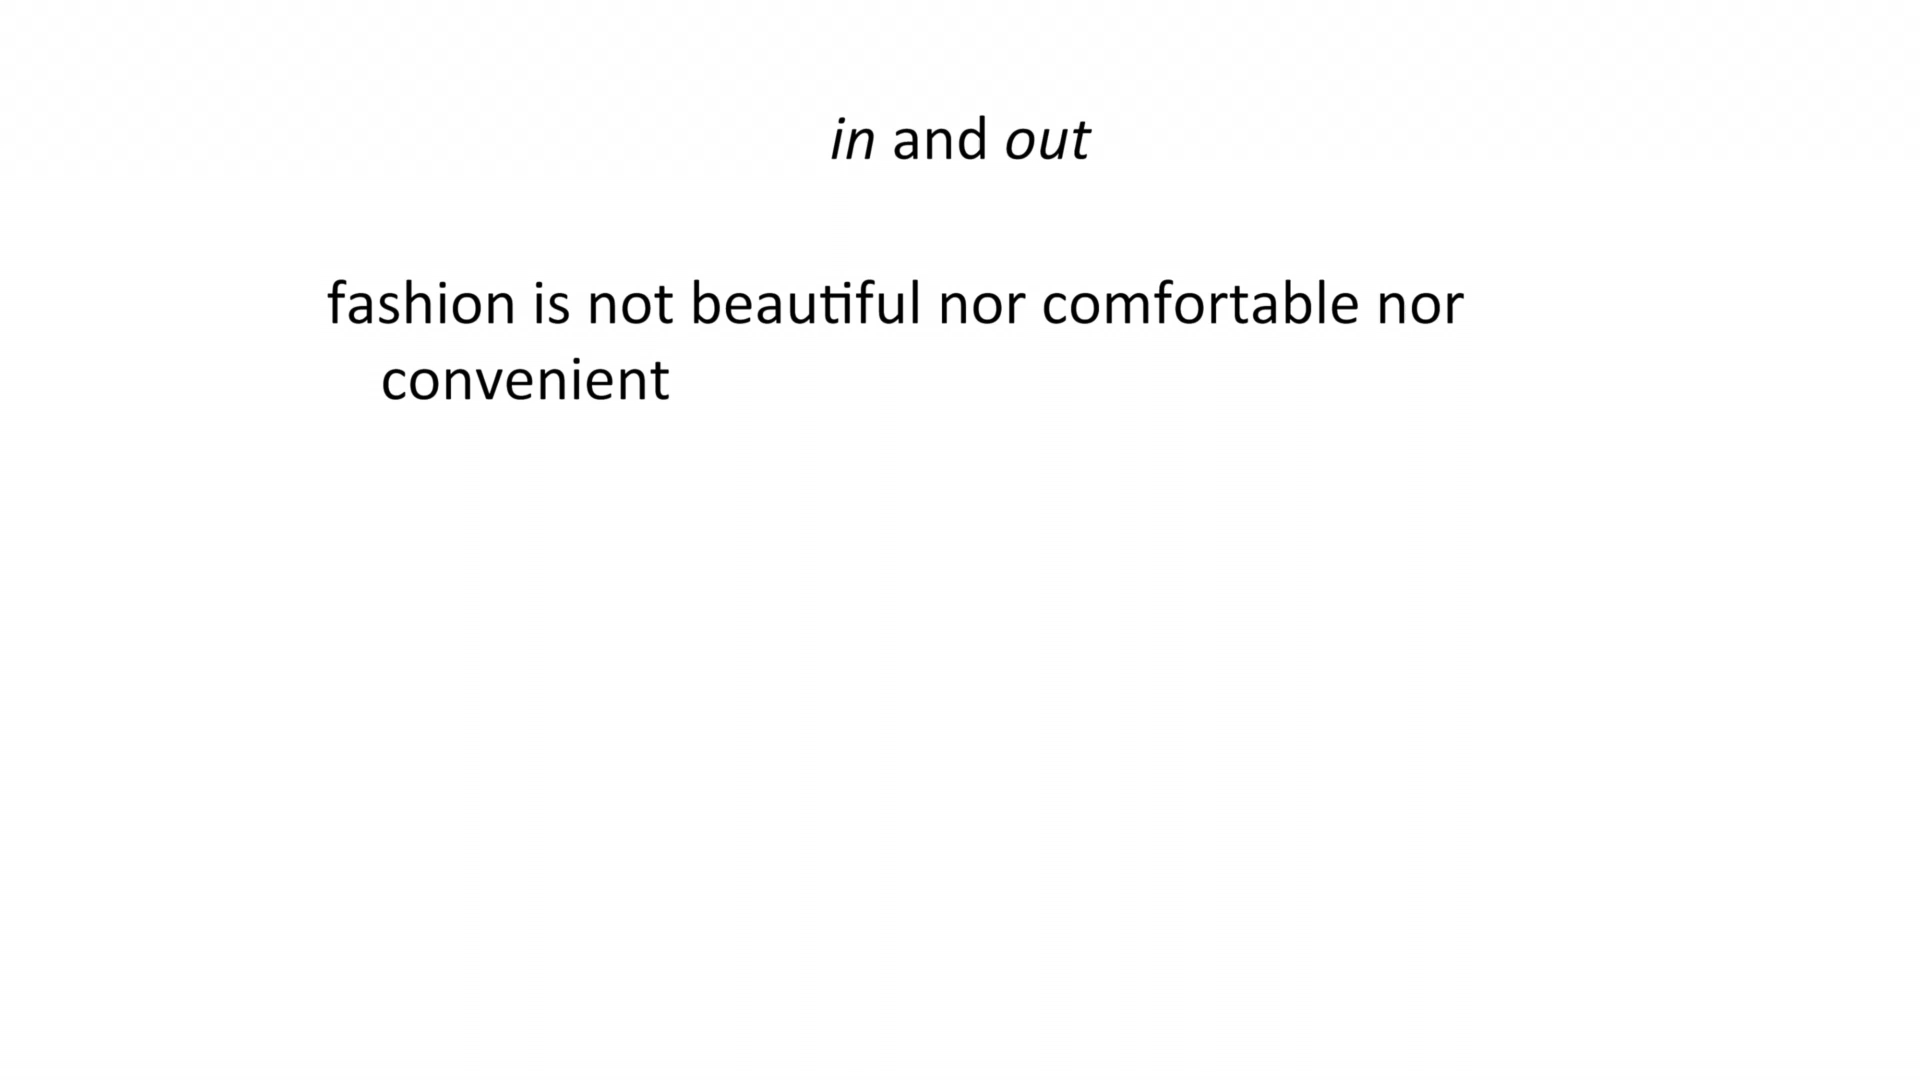 in and out
fashion is not beautiful nor comfortable nor
convenient